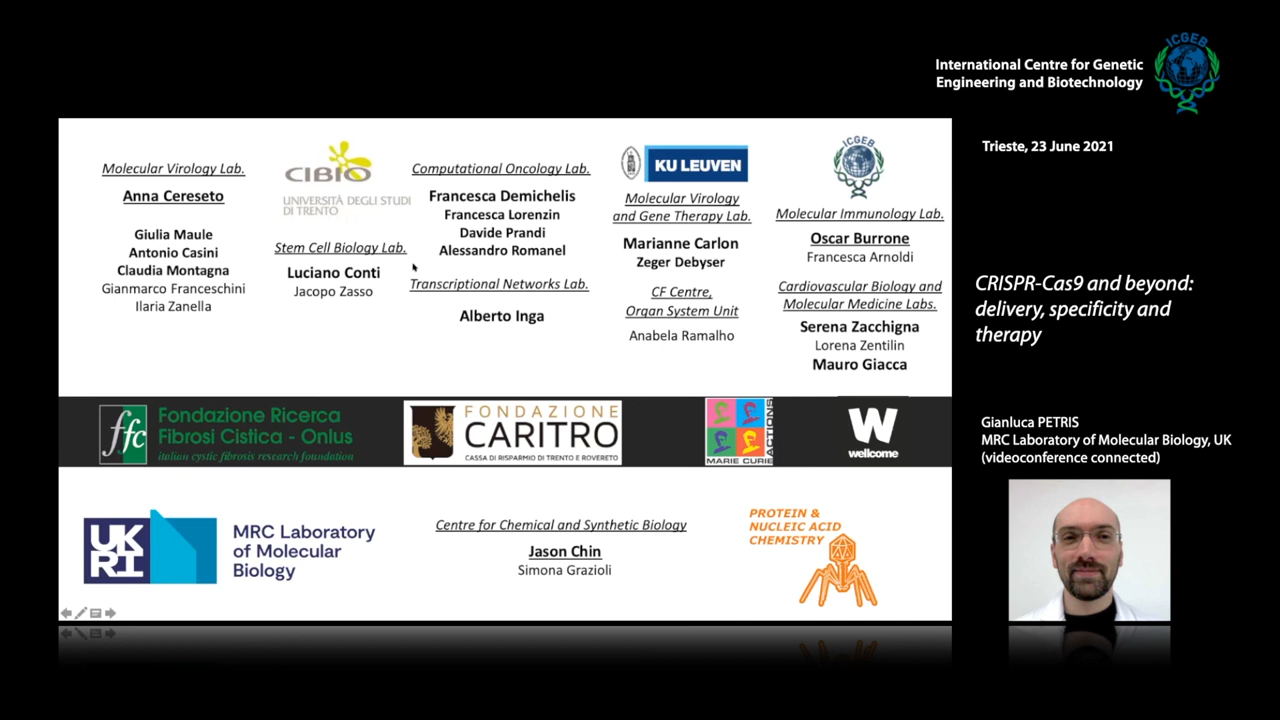 International Centre for Genetic
Engineering and Biotechnology
ICGEB
Trieste, 23 June 2021
CRISPR-Cas9 and beyond:
delivery, specificity and
therapy
Gianluca PETRIS
MRC Laboratory of Molecular Biology, UK
(videoconference connected)
Molecular Virology Lab.
Anna Cereseto
Giulia Maule
Antonio Casini
Claudia Montagna
Gianmarco Franceschini
Ilaria Zanella
CIBIO
UNIVERSITÀ DEGLI STUDI
DI TRENTO
Stem Cell Biology Lab.
Luciano Conti
Jacopo Zasso
Computational Oncology Lab.
Francesca Demichelis
Francesca Lorenzin
Davide Prandi
Alessandro Romanel
Transcriptional Networks Lab.
Alberto Inga
KU LEUVEN
Molecular Virology
and Gene Therapy Lab.
Marianne Carlon
Zeger Debyser
CF Centre,
Organ System Unit
Anabela Ramalho
ICGEB
Molecular Immunology Lab.
Oscar Burrone
Francesca Arnoldi
Cardiovascular Biology and
Molecular Medicine Labs.
Serena Zacchigna
Lorena Zentilin
Mauro Giacca
ffc
Fondazione Ricerca
Fibrosi Cistica - Onlus
italian cystic fibrosis research foundation
FONDAZIONE
CARITRO
CASSA DI RISPARMIO DI TRENTO E ROVERETO
MARIE CURIE
ACTIONS
W
wellcome
UK
RI
MRC Laboratory
of Molecular
Biology
Centre for Chemical and Synthetic Biology
Jason Chin
Simona Grazioli
PROTEIN &
NUCLEIC ACID
CHEMISTRY